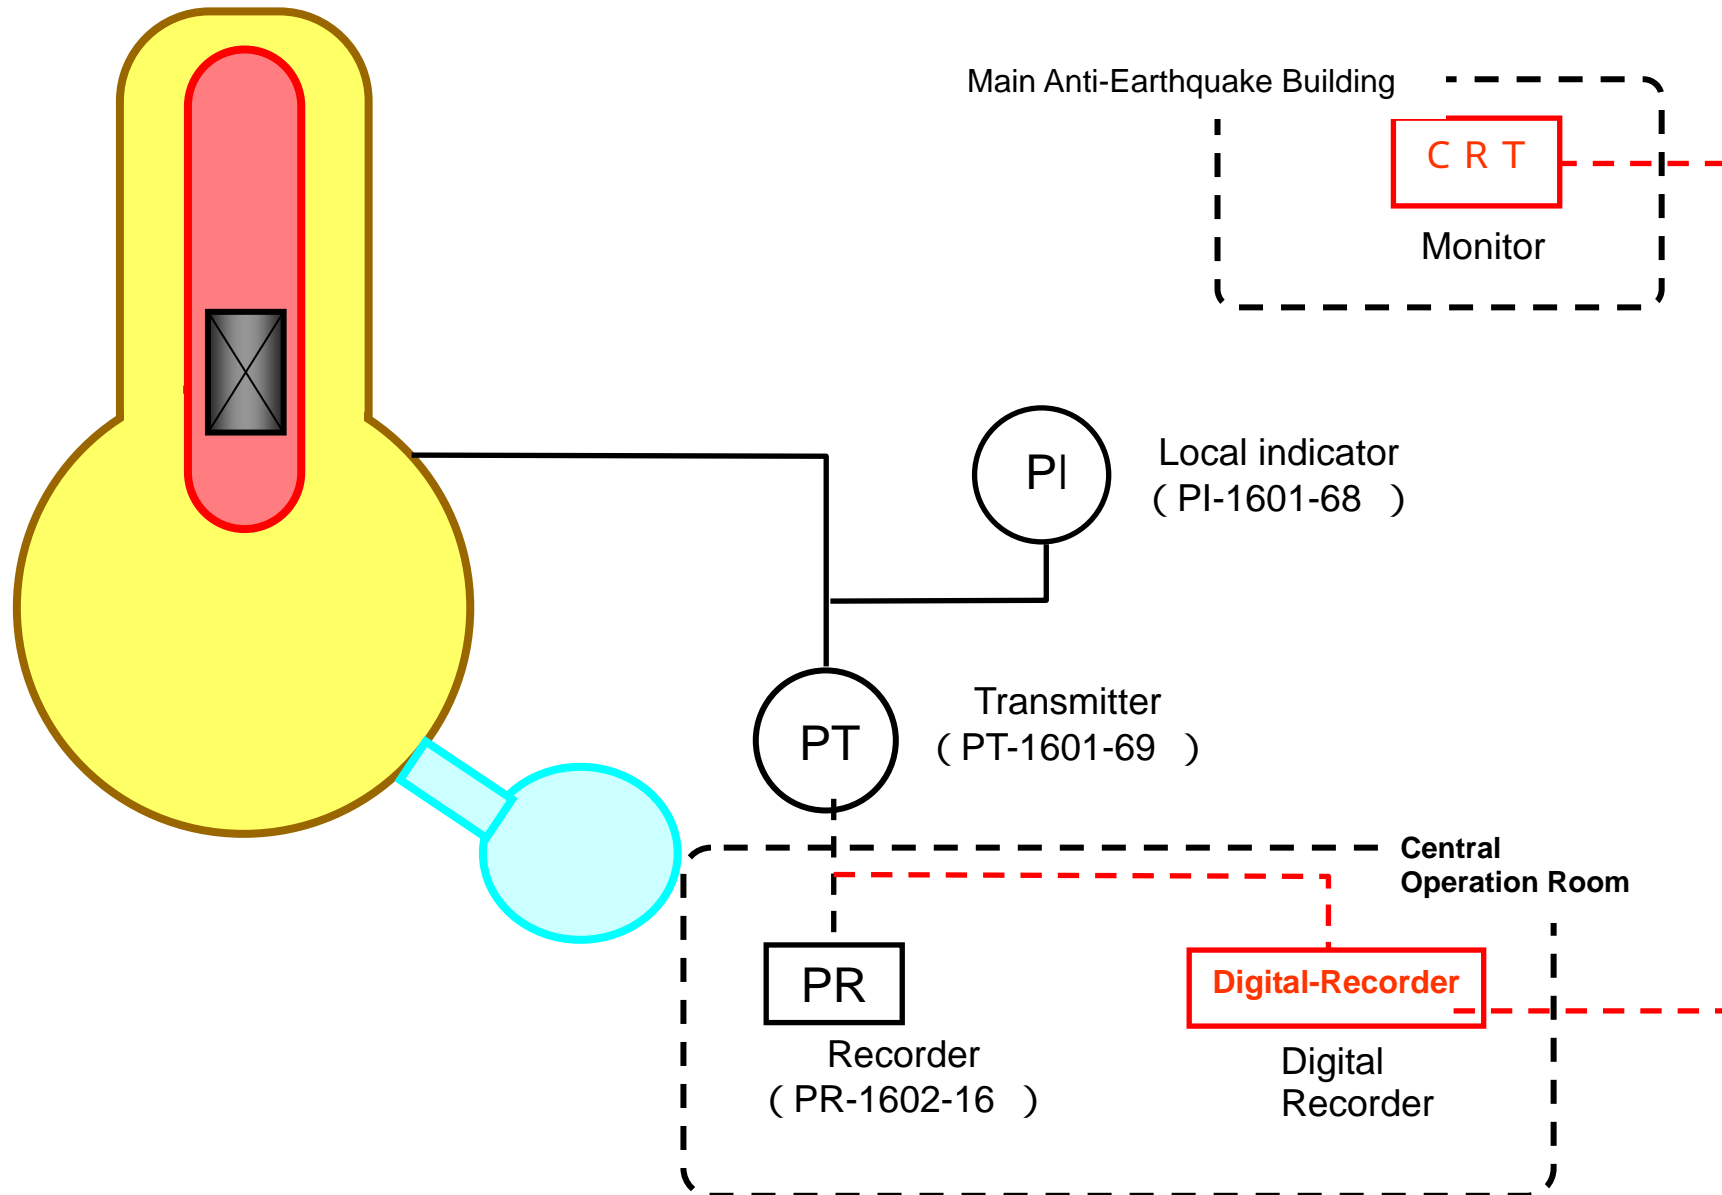 Main Anti-Earthquake Building
C R T
Monitor
PI
Local indicator
( PI-1601-68 )
Transmitter
( PT-1601-69 )
PT
Central
Operation Room
PR
Digital-Recorder
Recorder
( PR-1602-16 )
Digital
Recorder